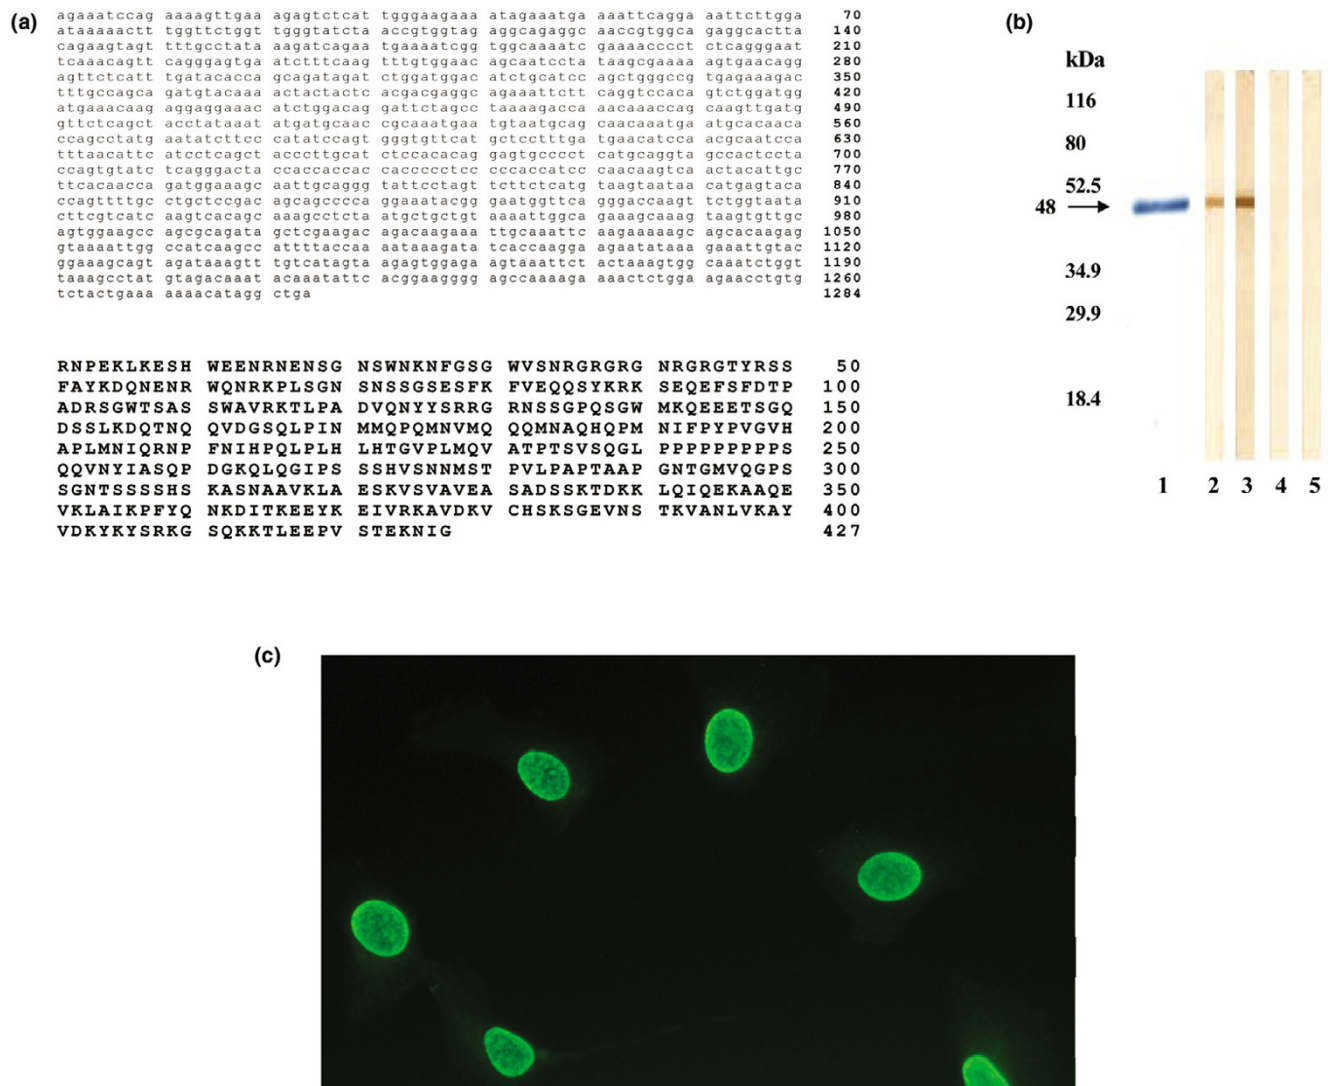 (a)
agaaatccag aaaagttgaa agagtctcat tgggaagaaa atagaaatga aaattcagga aattcttgga 70
ataaaaactt tggttctggt tgggtatcta accgtggtag aggcagaggc aaccgtggca gaggcactta 140
cagaagtagt tttgcctata aagatcagaa tgaaaatcgg tggcaaaatc gaaaacccct ctcagggaat 210
tcaaacagtt cagggagtga atctttcaag tttgtggaac agcaatccta taagcgaaaa agtgaacagg 280
agttctcatt tgatacacca gcagatagat ctggatggac atctgcatcc agctgggccg tgagaaagac 350
tttgccagca gatgtacaaa actactactc acgacgaggc agaaattctt caggtccaca gtctggatgg 420
atgaaacaag aggaggaaac atctggacag gattctagcc taaaagacca aacaaaccag caagttgatg 490
gttctcagct acctataaat atgatgcaac cgcaaatgaa tgtaatgcag caacaaatga atgcacaaca 560
ccagcctatg aatatcttcc catatccagt gggtgttcat gctcctttga tgaacatcca acgcaatcca 630
tttaacattc atcctcagct acccttgcat ctccacacag gagtgcccct catgcaggta gccactccta 700
ccagtgtatc tcagggacta ccaccaccac cacccccctcc cccaccatcc caacaagtca actacattgc 770
ttcacaacca gatggaaagc aattgcaggg tattcctagt tcttctcatg taagtaataa catgagtaca 840
ccagttttgc ctgctccgac agcagcccca ggaaatacgg gaatggttca gggaccaagt tctggtaata 910
cttcgtcatc aagtcacagc aaagcctcta atgctgctgt taaaattggca gaaagcaaag taagtgttgc 980
agtggaagcc agcgcagata gctcgaagac agacaagaaa ttgcaaattc aagaaaaagc agcacaagag 1050
gtaaaattgg ccatcaagcc attttaccaa aataaagata tcaccaagga agaatataaa gaaattgtac 1120
ggaaagcagt agataaagtt tgtcatagta agagtggaga agtaaattct actaaagtgg caaatctggt 1190
taaagcctat gtagacaaat acaaatattc acggaagggg agccaaaaga aaactctgga agaacctgtg 1260
tctactgaaa aaaacatagg ctga 1284
RNPEKLKESH WEENRNENSG NSWNKNFGSG WVSNRGRGRG NRGRGTYRSS 50
FAYKDQNENR WQNRKPLSGN SNSSGSESFK FVEQQSYKRK SEQEFSFDTP 100
ADRSGWTSAS SWAVRKTLPA DVQNYYSRRG RNSSGPQSGW MKQEEETSGQ 150
DSSLKDQTNQ QVDGSQLPIN MMQPQMNVMQ QQMNAQHQPM NIFPYPVGVH 200
APLMNIQRNP FNIHPQLPLH LHTGVPLMQV ATPTSVSQGL PPPPPPPPPS 250
QQVNYIASQP DGKQLQGIPS SSHVSNNMST PVLPAPTAAP GNTGMVQGPS 300
SGNTSSSSHS KASNAAVKLA ESKVSVAVEA SADSSKTDKK LQIQEKAAQE 350
VKLAIKPFYQ NKDITKEEYK EIVRKAVDKV CHSKSGEVNS TKVANLVKAY 400
VDKYKYSRKG SQKKTLEEPV STEKNIG 427
(b)
kDa
116
80
52.5
48
34.9
29.9
18.4
1 2 3 4 5
(c)